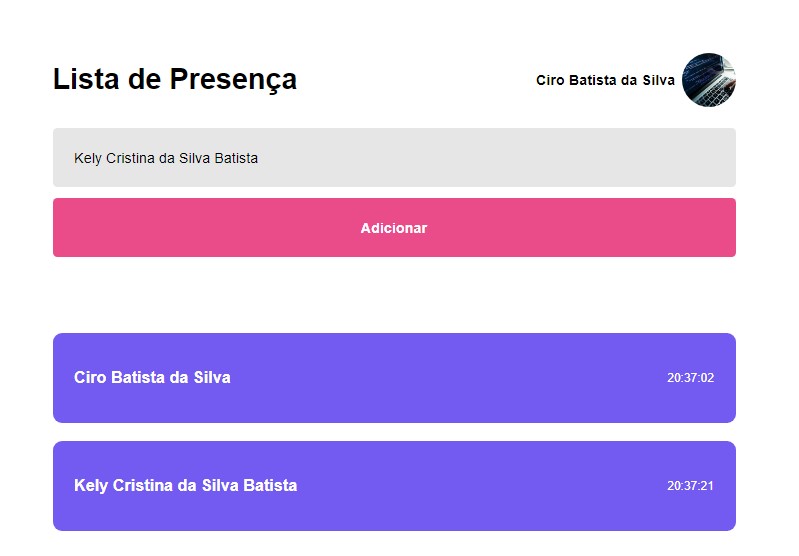 Lista de Presença
Ciro Batista da Silva
Kely Cristina da Silva Batista
Adicionar
Ciro Batista da Silva 20:37:02
Kely Cristina da Silva Batista 20:37:21